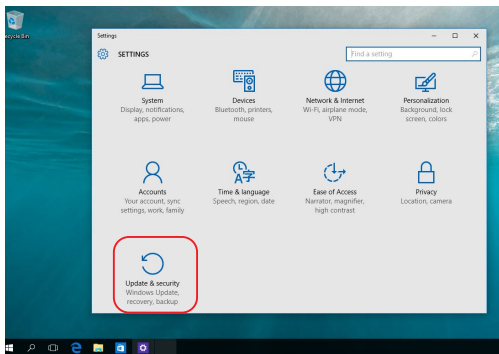 Recycle Bin
Settings
SETTINGS
Find a setting
System
Display, notifications,
apps, power
Devices
Bluetooth, printers,
mouse
Network & Internet
Wi-Fi, airplane mode,
VPN
Personalization
Background, lock
screen, colors
Accounts
Your account, sync
settings, work, family
Time & language
Speech, region, date
Ease of Access
Narrator, magnifier,
high contrast
Privacy
Location, camera
Update & security
Windows Update,
recovery, backup